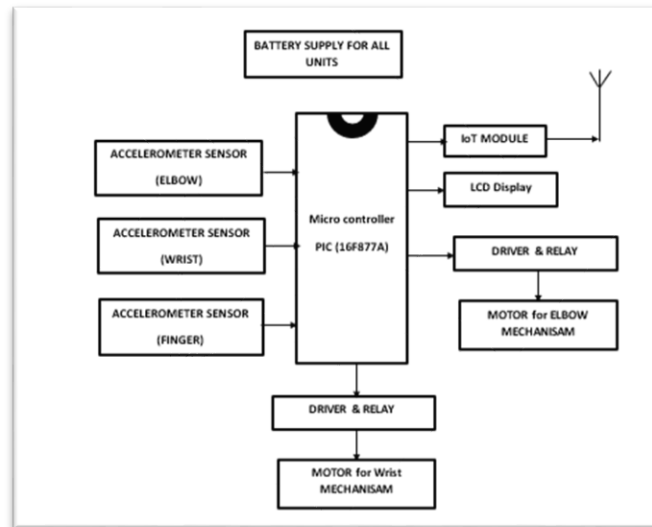 BATTERY SUPPLY FOR ALL
UNITS
IoT MODULE
ACCELEROMETER SENSOR
(ELBOW)
LCD Display
Micro controller
PIC (16F877A)
ACCELEROMETER SENSOR
(WRIST)
DRIVER & RELAY
MOTOR for ELBOW
MECHANISAM
ACCELEROMETER SENSOR
(FINGER)
DRIVER & RELAY
MOTOR for Wrist
MECHANISAM